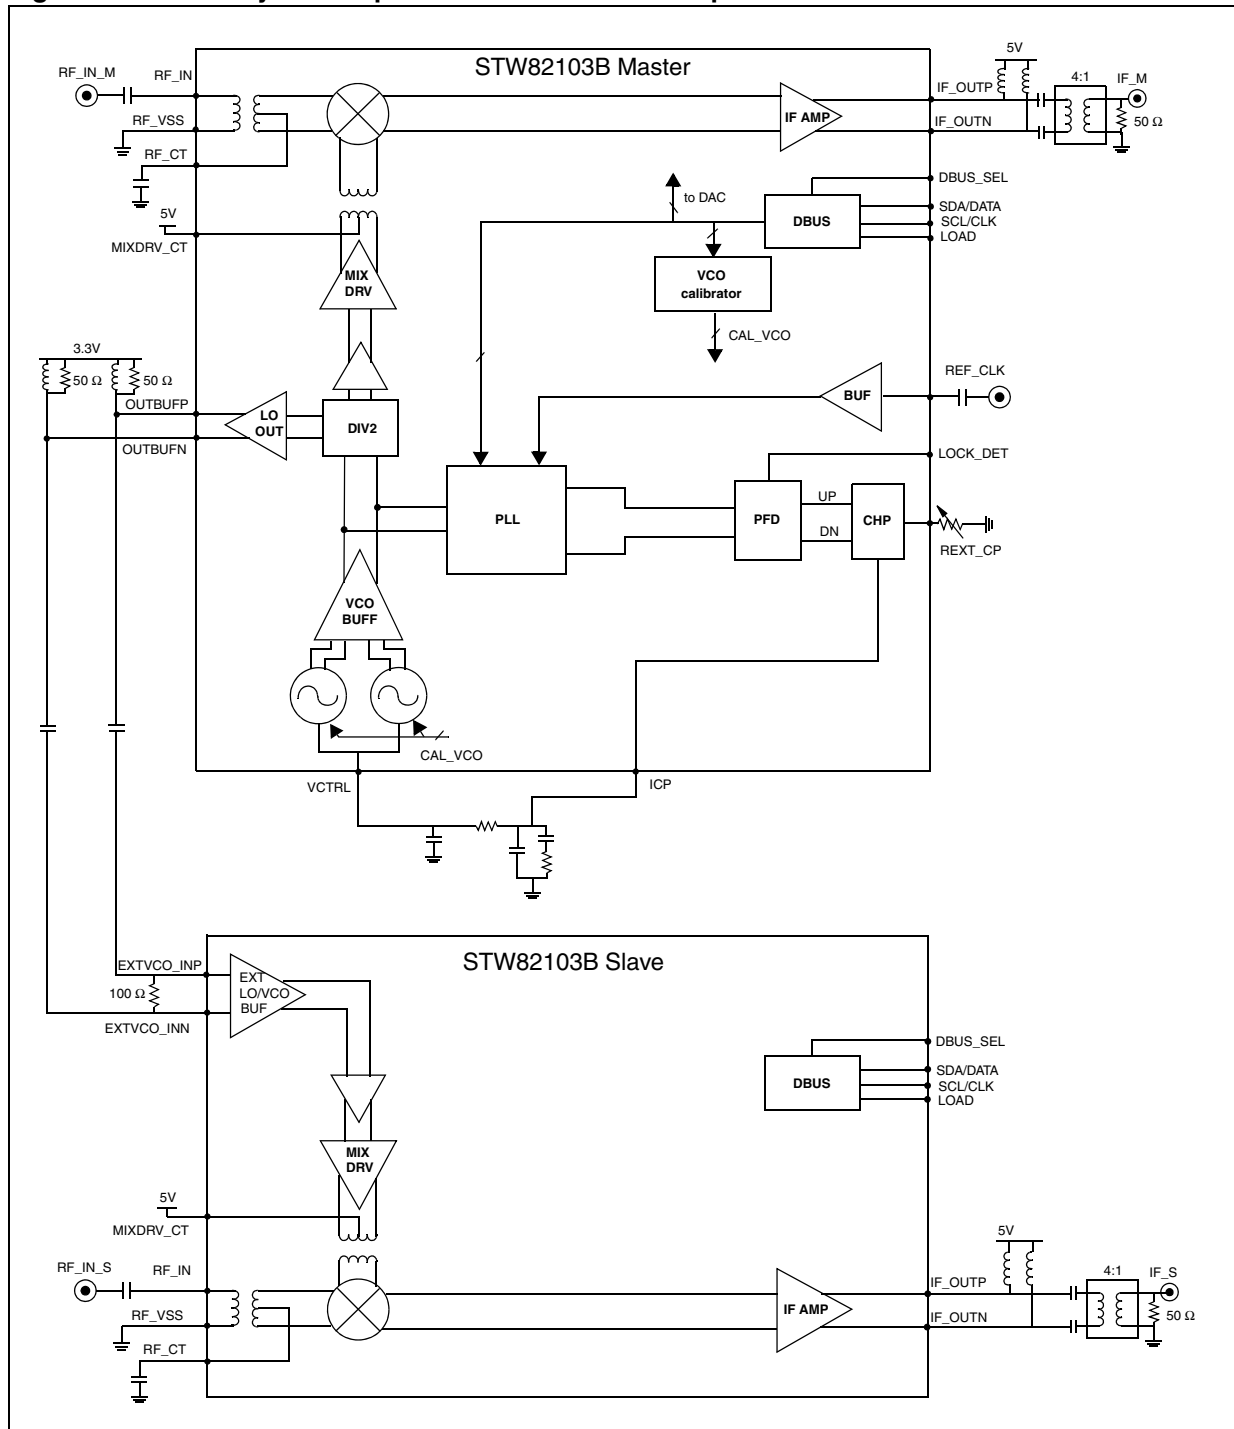 STW82103B Master
RF_IN_M
RF_IN
RF_VSS
RF_CT
5V
MIXDRV_CT
MIX
DRV
IF AMP
IF_OUTP
IF_OUTN
5V
4:1
IF_M
50 Ω
DBUS_SEL
SDA/DATA
SCL/CLK
LOAD
DBUS
to DAC
VCO
calibrator
CAL_VCO
3.3V
50 Ω
50 Ω
OUTBUFP
OUTBUFN
LO
OUT
DIV2
BUF
REF_CLK
LOCK_DET
PLL
PFD
UP
DN
CHP
REXT_CP
VCO
BUFF
CAL_VCO
VCTRL
ICP
STW82103B Slave
EXTVCO_INP
100 Ω
EXTVCO_INN
EXT
LO/VCO
BUF
DBUS_SEL
SDA/DATA
SCL/CLK
LOAD
DBUS
MIX
DRV
5V
MIXDRV_CT
RF_IN_S
RF_IN
RF_VSS
RF_CT
IF AMP
IF_OUTP
IF_OUTN
5V
4:1
IF_S
50 Ω